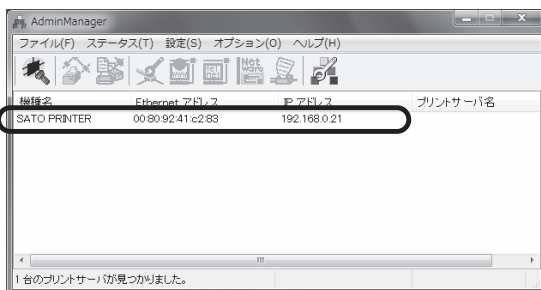 AdminManager
ファイル(F) ステータス(T) 設定(S) オプション(O) ヘルプ(H)
Net ware
機種名 Ethernet アドレス IP アドレス プリントサーバ名
SATO PRINTER 00:80:92:41:c2:83 192.168.0.21
1 台のプリントサーバが見つかりました。